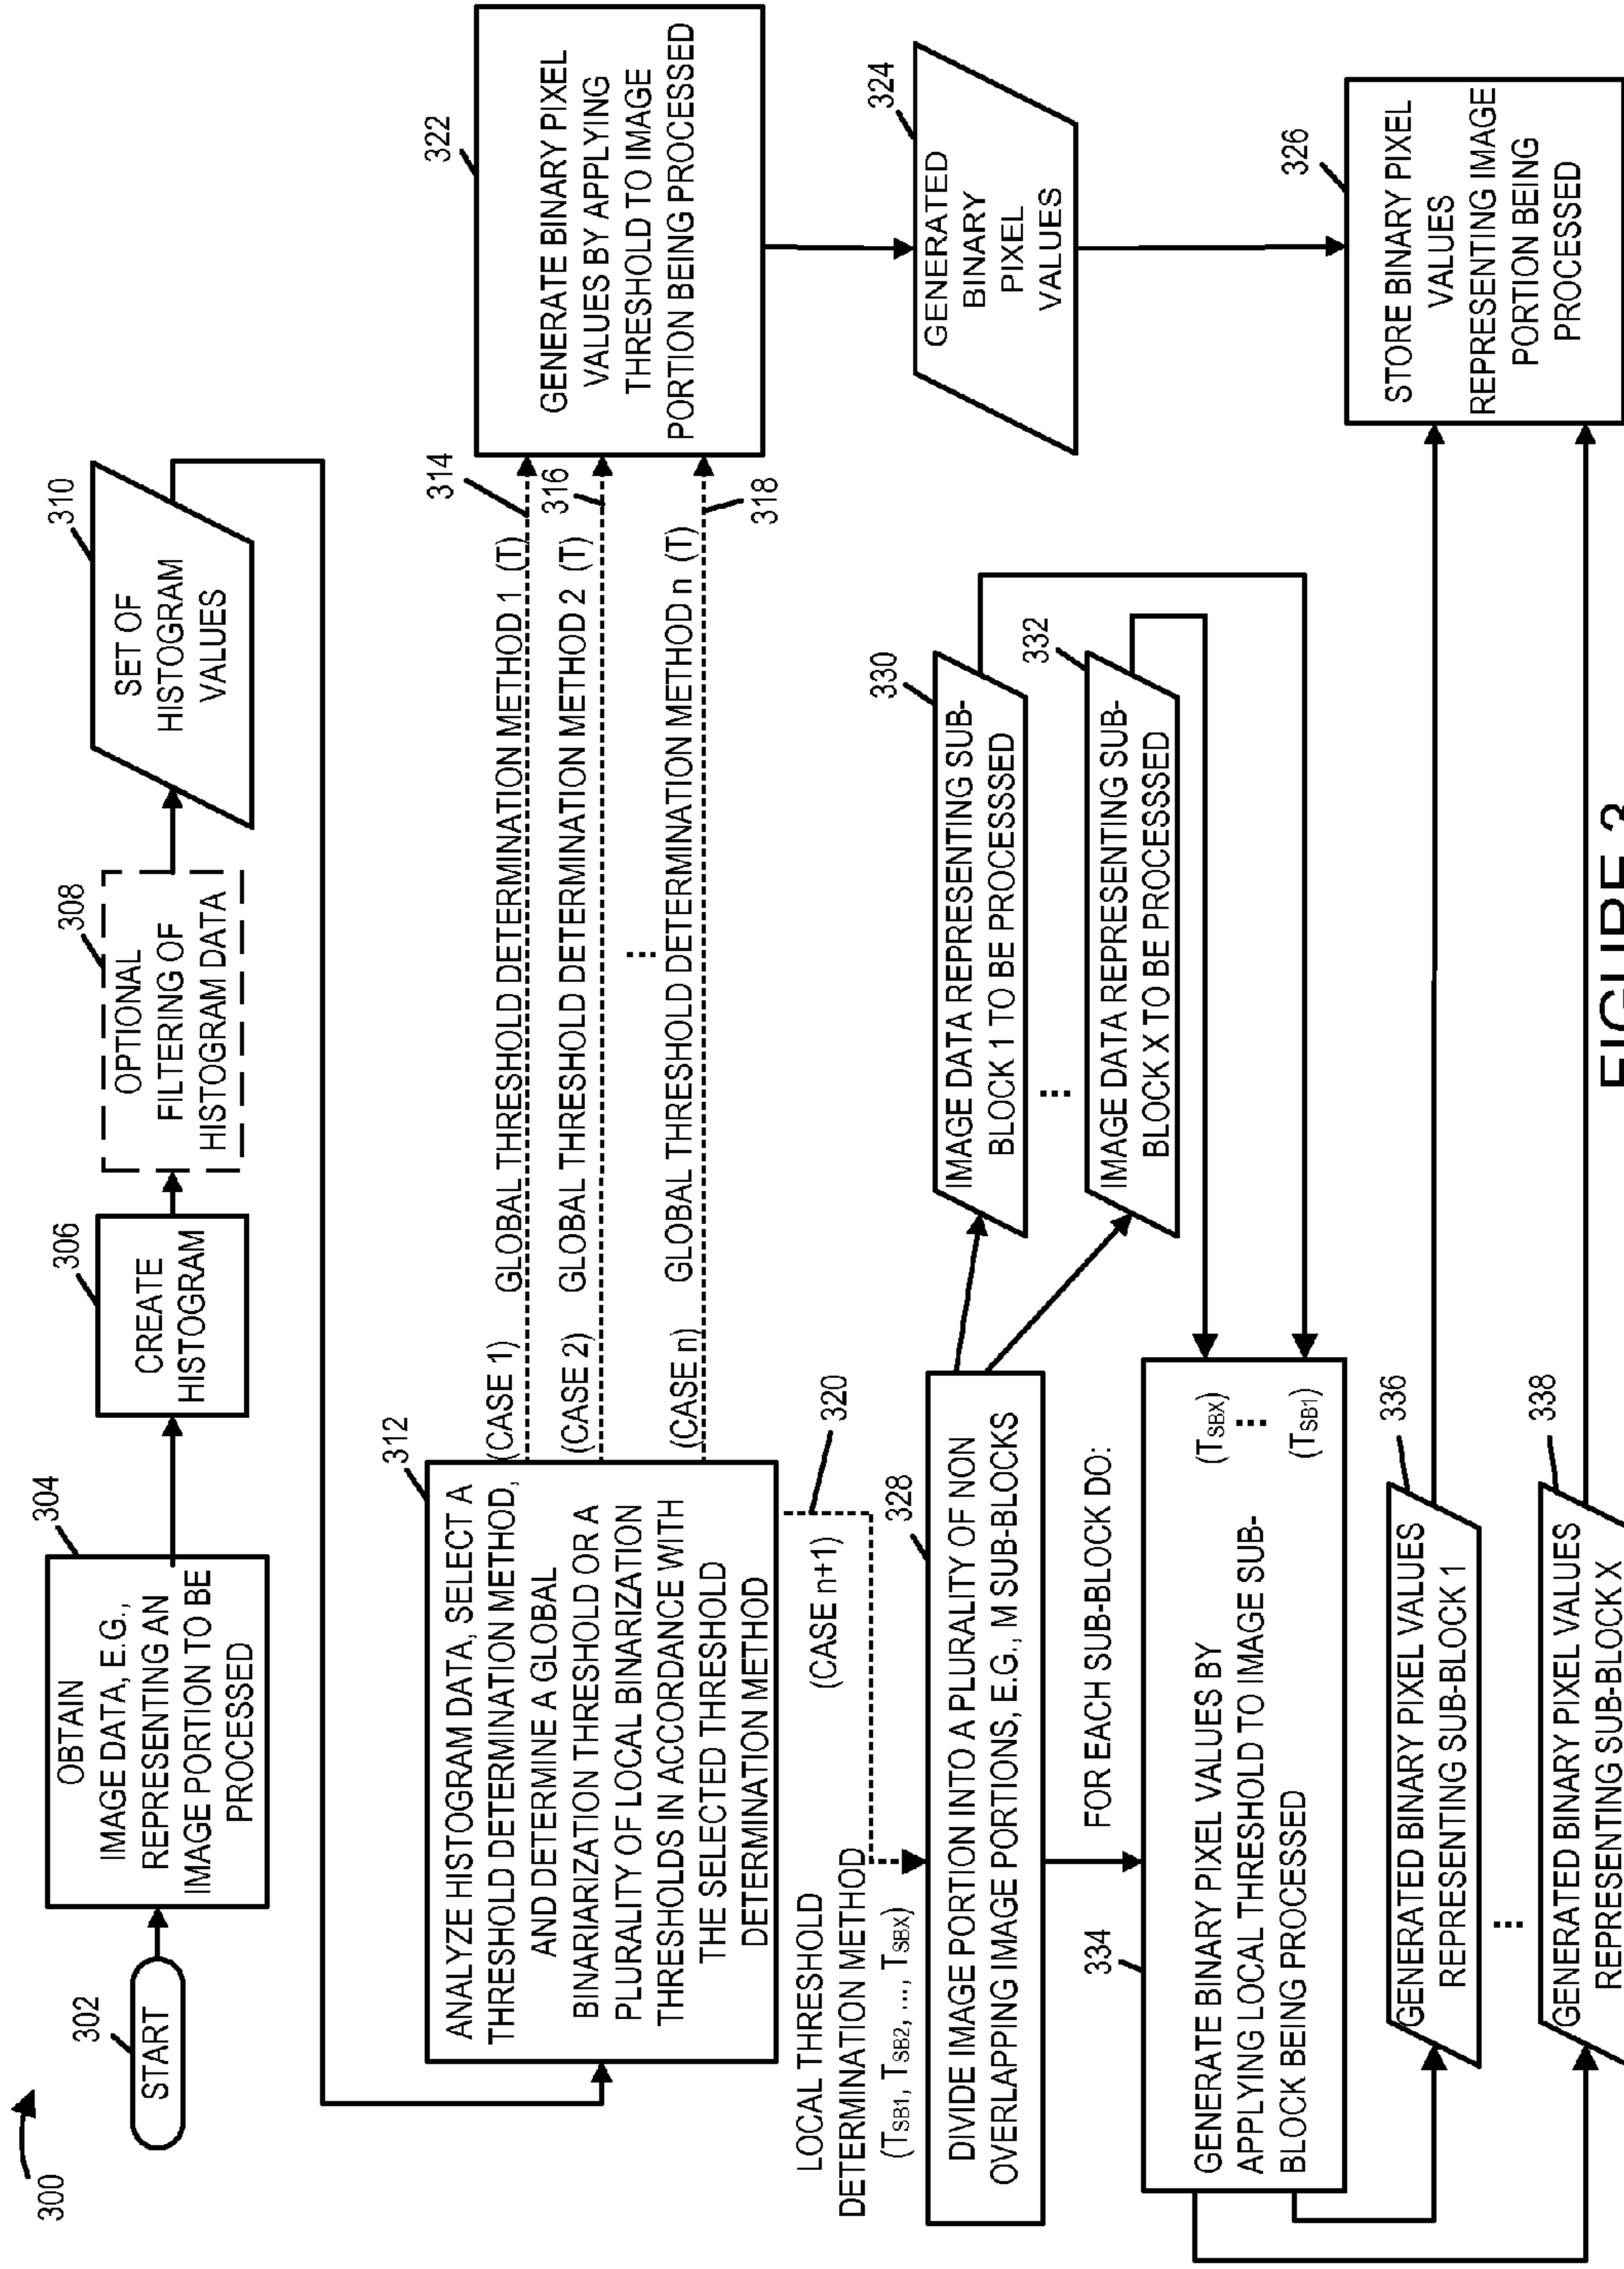 300
302
START
304
OBTAIN
IMAGE DATA, E.G.,
REPRESENTING AN
IMAGE PORTION TO BE
PROCESSED
306
CREATE
HISTOGRAM
308
OPTIONAL
FILTERING OF
HISTOGRAM DATA
310
SET OF
HISTOGRAM
VALUES
312
ANALYZE HISTOGRAM DATA, SELECT A
THRESHOLD DETERMINATION METHOD,
AND DETERMINE A GLOBAL
BINARIARIZATION THRESHOLD OR A
PLURALITY OF LOCAL BINARIZATION
THRESHOLDS IN ACCORDANCE WITH
THE SELECTED THRESHOLD
DETERMINATION METHOD
(CASE 1) GLOBAL THRESHOLD DETERMINATION METHOD 1 (T)
314
(CASE 2) GLOBAL THRESHOLD DETERMINATION METHOD 2 (T)
316
...
(CASE n) GLOBAL THRESHOLD DETERMINATION METHOD n (T)
318
322
GENERATE BINARY PIXEL
VALUES BY APPLYING
THRESHOLD TO IMAGE
PORTION BEING PROCESSED
324
GENERATED
BINARY
PIXEL
VALUES
326
STORE BINARY PIXEL
VALUES
REPRESENTING IMAGE
PORTION BEING
PROCESSED
320
(CASE n+1)
LOCAL THRESHOLD
DETERMINATION METHOD
(TSB1, TSB2, ..., TSBX)
328
DIVIDE IMAGE PORTION INTO A PLURALITY OF NON
OVERLAPPING IMAGE PORTIONS, E.G., M SUB-BLOCKS
330
IMAGE DATA REPRESENTING SUB-
BLOCK 1 TO BE PROCESSSED
...
332
IMAGE DATA REPRESENTING SUB-
BLOCK X TO BE PROCESSSED
FOR EACH SUB-BLOCK DO:
334
GENERATE BINARY PIXEL VALUES BY
APPLYING LOCAL THRESHOLD TO IMAGE SUB-
BLOCK BEING PROCESSED
(TSBX)
...
(TSB1)
336
GENERATED BINARY PIXEL VALUES
REPRESENTING SUB-BLOCK 1
...
338
GENERATED BINARY PIXEL VALUES
REPRESENTING SUB-BLOCK X
FIGURE 3